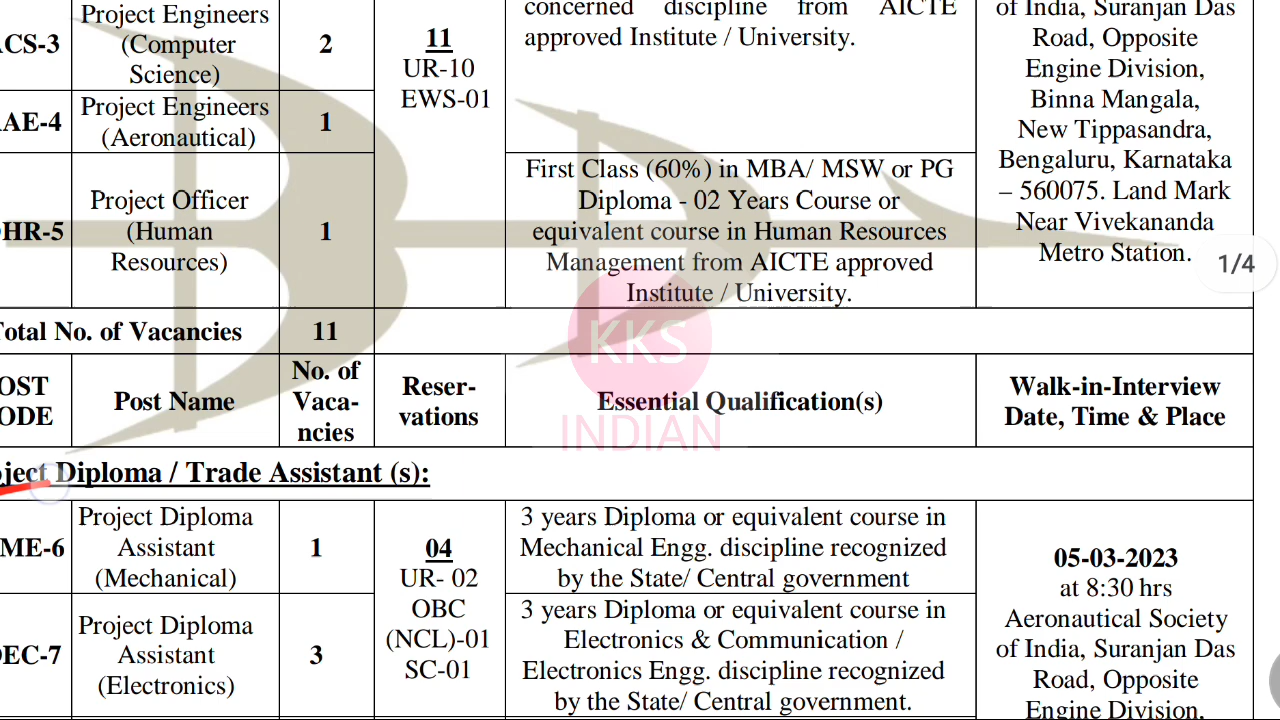 concerned discipline from AICTE
approved Institute / University.
of India, Suranjan Das
Road, Opposite
Engine Division,
Binna Mangala,
New Tippasandra,
Bengaluru, Karnataka
– 560075. Land Mark
Near Vivekananda
Metro Station.
CS-3
Project Engineers
(Computer
Science)
2
11
UR-10
EWS-01
AE-4
Project Engineers
(Aeronautical)
1
HR-5
Project Officer
(Human
Resources)
1
First Class (60%) in MBA/ MSW or PG
Diploma - 02 Years Course or
equivalent course in Human Resources
Management from AICTE approved
Institute / University.
1/4
otal No. of Vacancies
11
KKS
INDIAN
OST
ODE
Post Name
No. of
Vaca-
ncies
Reser-
vations
Essential Qualification(s)
Walk-in-Interview
Date, Time & Place
ject Diploma / Trade Assistant (s):
ME-6
Project Diploma
Assistant
(Mechanical)
1
04
UR- 02
OBC
(NCL)-01
SC-01
3 years Diploma or equivalent course in
Mechanical Engg. discipline recognized
by the State/ Central government
05-03-2023
at 8:30 hrs
Aeronautical Society
of India, Suranjan Das
Road, Opposite
Engine Division,
EC-7
Project Diploma
Assistant
(Electronics)
3
3 years Diploma or equivalent course in
Electronics & Communication /
Electronics Engg. discipline recognized
by the State/ Central government.